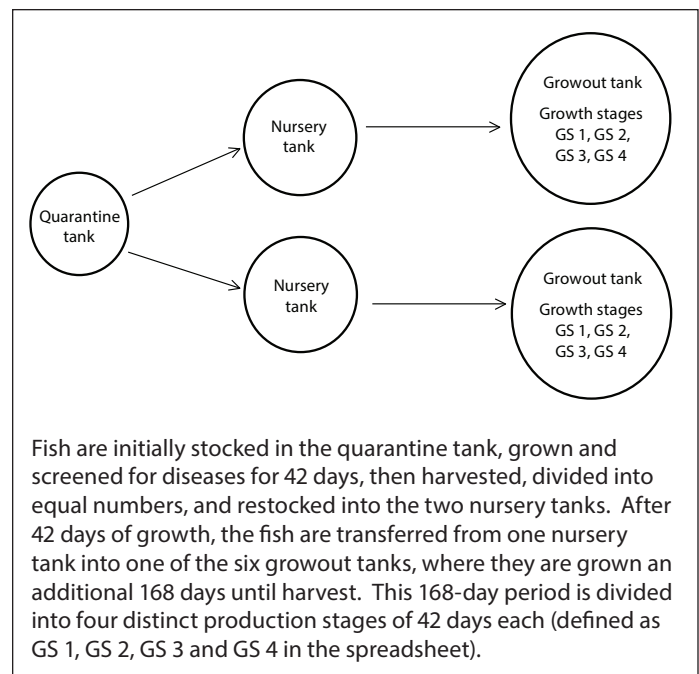 Growout tank
Growth stages
GS 1, GS 2,
GS 3, GS 4
Nursery
tank
Quarantine
tank
Nursery
tank
Growout tank
Growth stages
GS 1, GS 2,
GS 3, GS 4
Fish are initially stocked in the quarantine tank, grown and
screened for diseases for 42 days, then harvested, divided into
equal numbers, and restocked into the two nursery tanks. After
42 days of growth, the fish are transferred from one nursery
tank into one of the six growout tanks, where they are grown an
additional 168 days until harvest. This 168-day period is divided
into four distinct production stages of 42 days each (defined as
GS 1, GS 2, GS 3 and GS 4 in the spreadsheet).